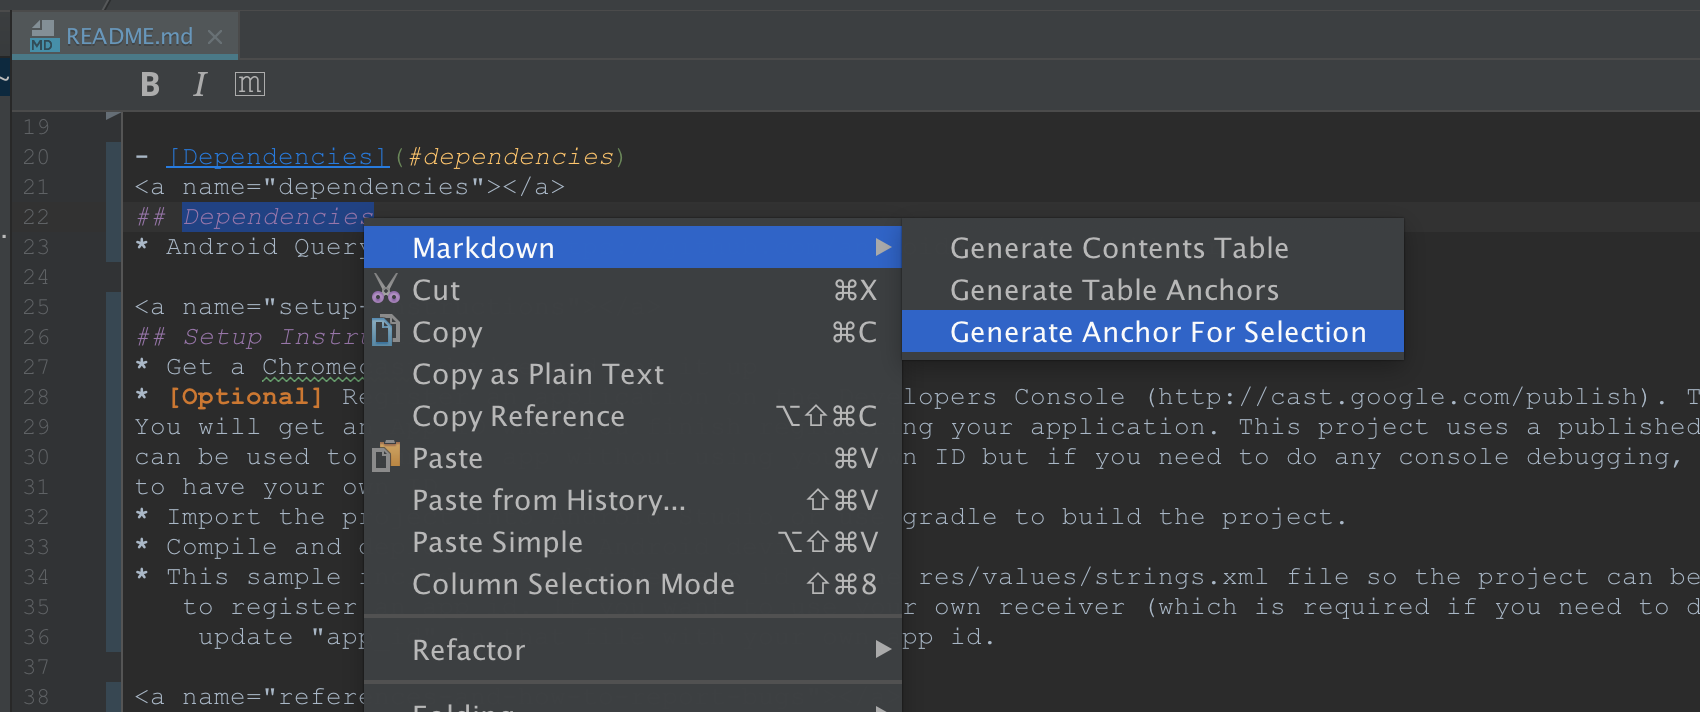 MD README.md
B I m
19
20 - [Dependencies](#dependencies)
21 <a name="dependencies"></a>
22 ## Dependencies
23 * Android Query
24
25 <a name="setup-
26 ## Setup Instru
27 * Get a Chromec
28 * [Optional] Re lopers Console (http://cast.google.com/publish). T
29 You will get an ng your application. This project uses a published
30 can be used to n ID but if you need to do any console debugging,
31 to have your ow
32 * Import the pr gradle to build the project.
33 * Compile and d
34 * This sample i res/values/strings.xml file so the project can be
35 to register r own receiver (which is required if you need to d
36 update "app pp id.
37
38 <a name="refere
Markdown
Cut ⌘X
Copy ⌘C
Copy as Plain Text
Copy Reference ⌥⇧⌘C
Paste ⌘V
Paste from History... ⇧⌘V
Paste Simple ⌥⇧⌘V
Column Selection Mode ⇧⌘8
Refactor
Folding
Generate Contents Table
Generate Table Anchors
Generate Anchor For Selection